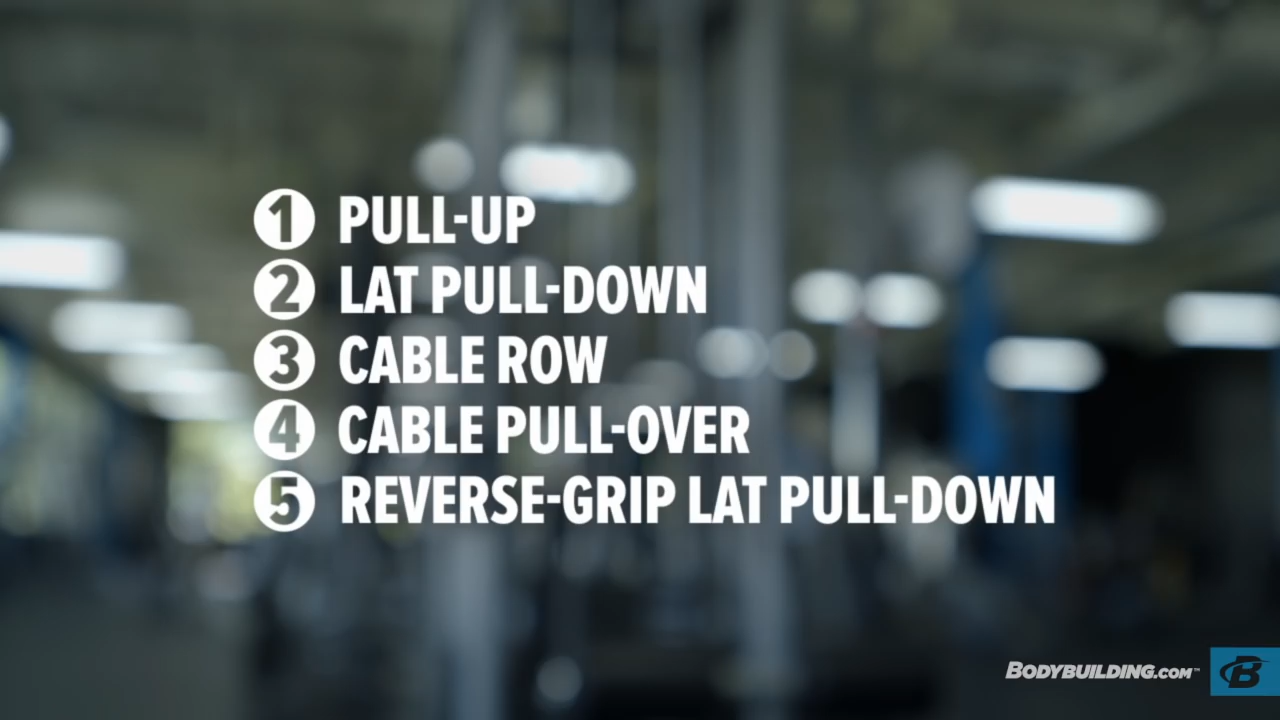 1 PULL-UP
2 LAT PULL-DOWN
3 CABLE ROW
4 CABLE PULL-OVER
5 REVERSE-GRIP LAT PULL-DOWN
BODYBUILDING.COM™ B